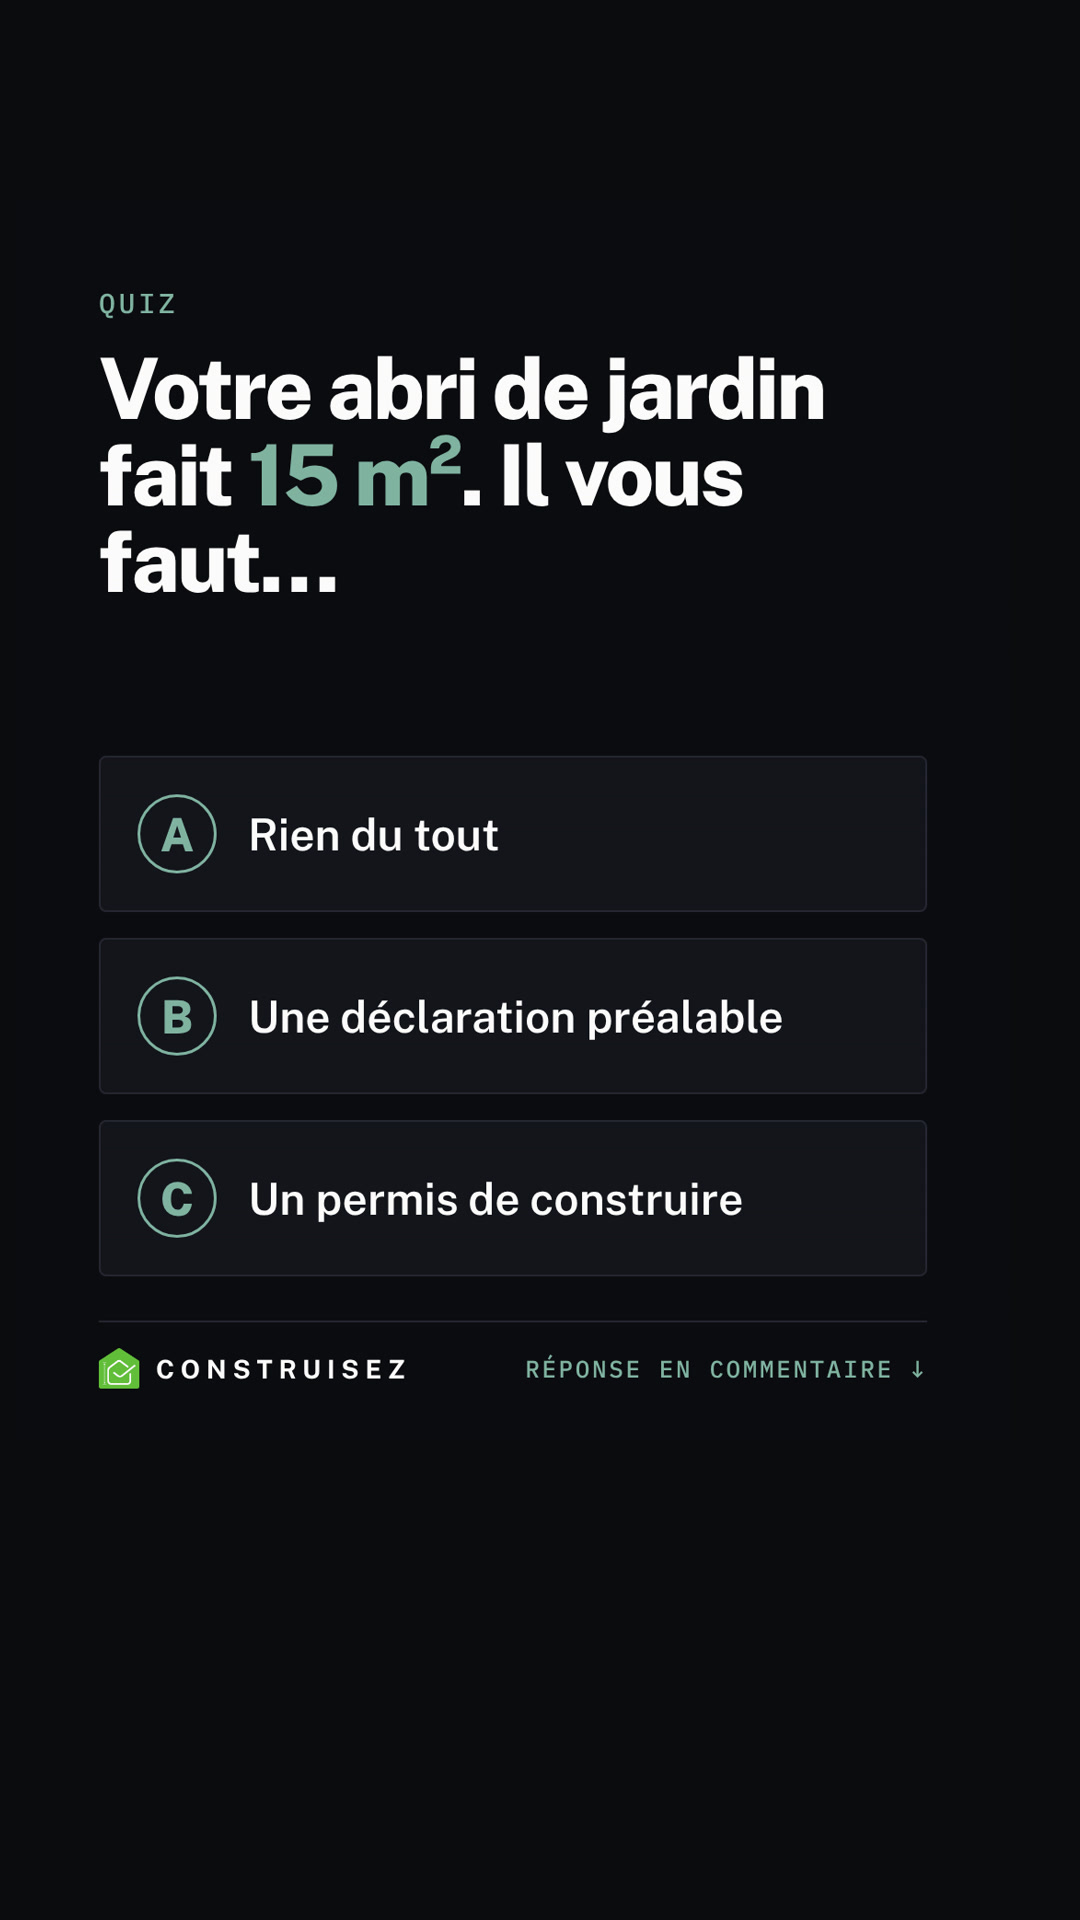 QUIZ
Votre abri de jardin
fait 15 m². Il vous
faut…
A Rien du tout
B Une déclaration préalable
C Un permis de construire
CONSTRUISEZ RÉPONSE EN COMMENTAIRE ↓